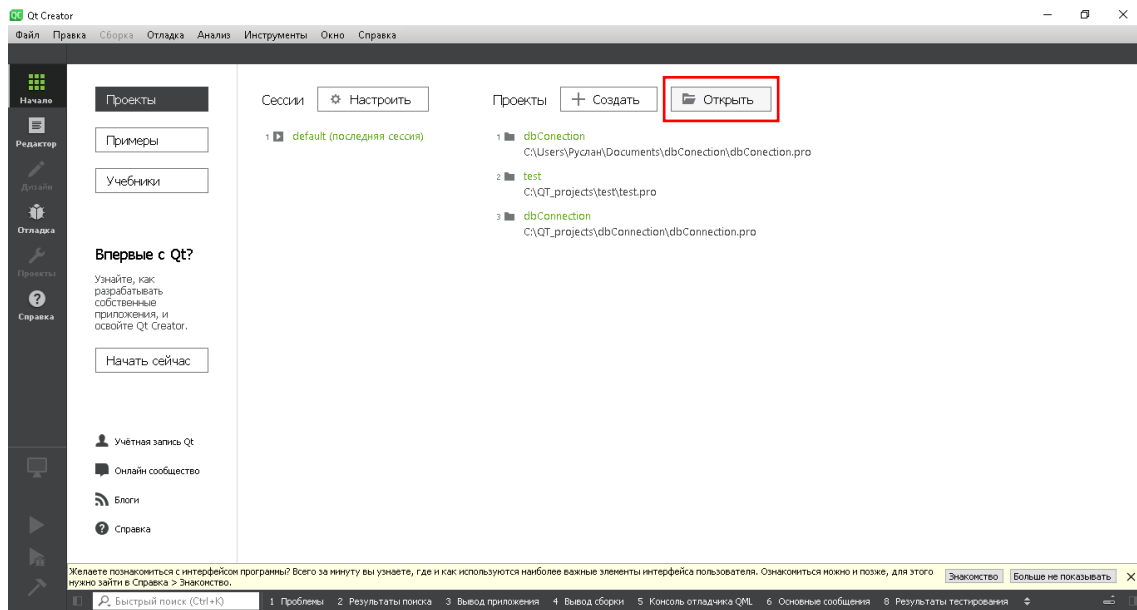 Qt Creator
Файл Правка Сборка Отладка Анализ Инструменты Окно Справка
Начало
Редактор
Дизайн
Отладка
Проекты
Справка
Проекты
Примеры
Учебники
Впервые с Qt?
Узнайте, как
разрабатывать
собственные
приложения, и
освойте Qt Creator.
Начать сейчас
Учётная запись Qt
Онлайн сообщество
Блоги
Справка
Сессии Настроить
1 default (последняя сессия)
Проекты Создать Открыть
1 dbConection
C:\Users\Руслан\Documents\dbConection\dbConection.pro
2 test
C:\QT_projects\test\test.pro
3 dbConnection
C:\QT_projects\dbConnection\dbConnection.pro
Желаете познакомиться с интерфейсом программы? Всего за минуту вы узнаете, где и как используются наиболее важные элементы интерфейса пользователя. Ознакомиться можно и позже, для этого
нужно зайти в Справка > Знакомство.
Знакомство Больше не показывать
Быстрый поиск (Ctrl+K) 1 Проблемы 2 Результаты поиска 3 Вывод приложения 4 Вывод сборки 5 Консоль отладчика QML 6 Основные сообщения 8 Результаты тестирования